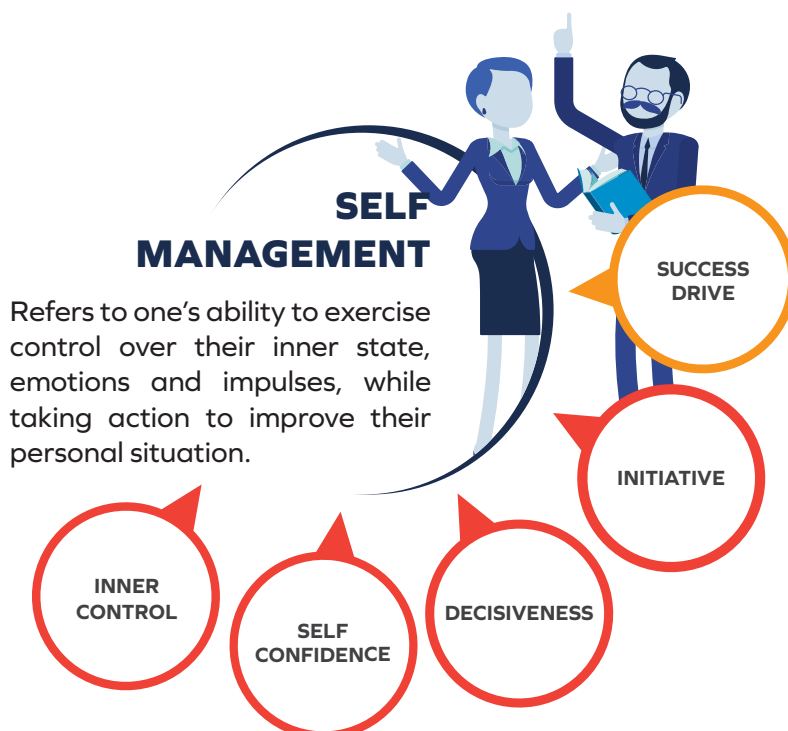 SELF
MANAGEMENT
Refers to one’s ability to exercise
control over their inner state,
emotions and impulses, while
taking action to improve their
personal situation.
SUCCESS
DRIVE
INITIATIVE
DECISIVENESS
SELF
CONFIDENCE
INNER
CONTROL